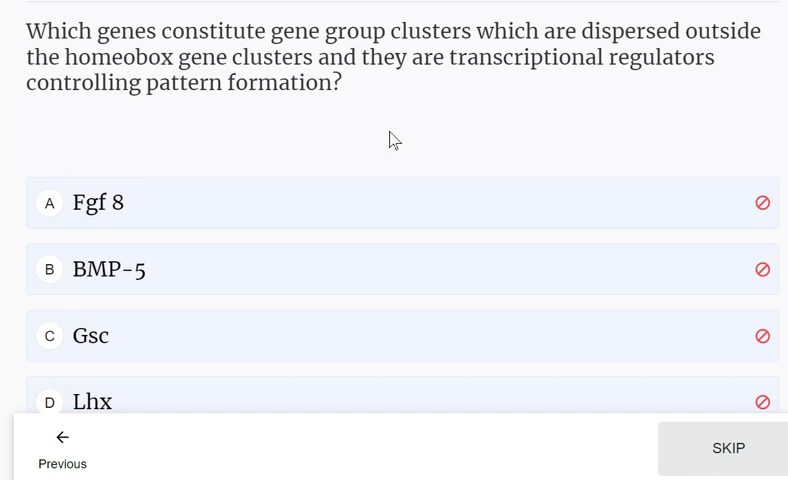 Which genes constitute gene group clusters which are dispersed outside
the homeobox gene clusters and they are transcriptional regulators
controlling pattern formation?
A Fgf 8
B BMP-5
C Gsc
D Lhx
Previous
SKIP